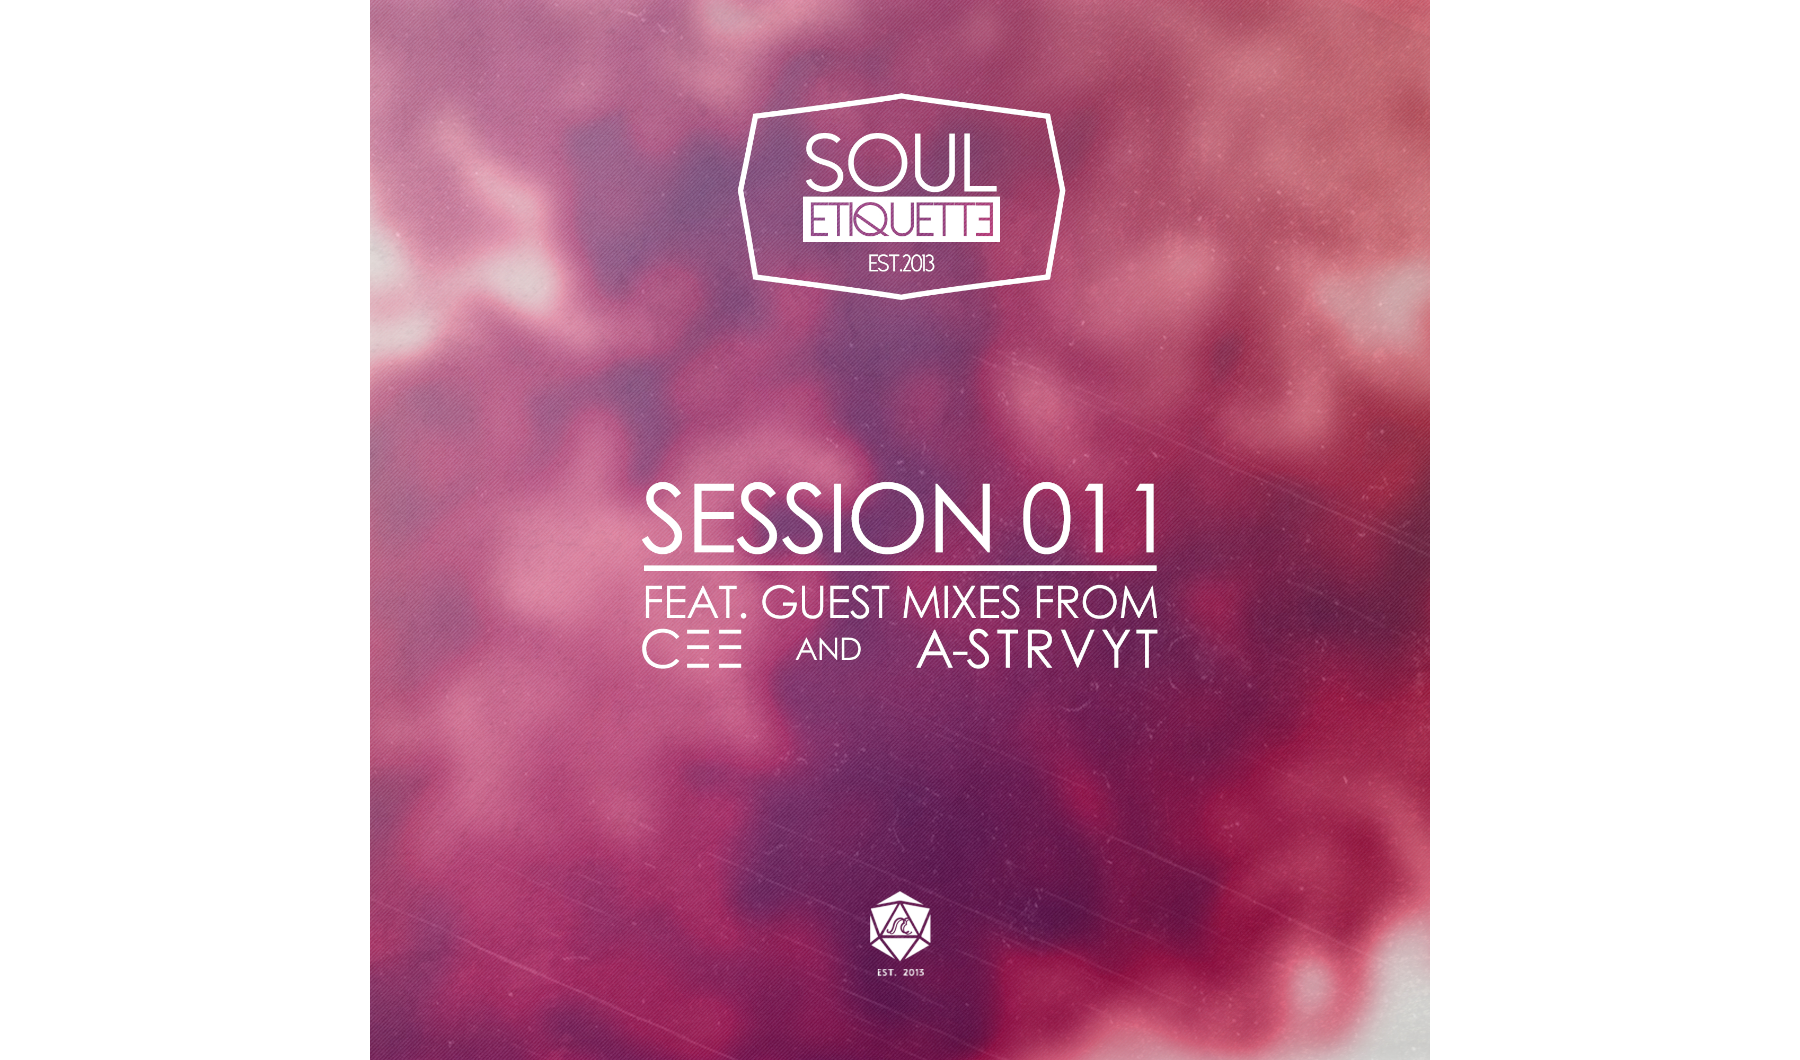 SOUL
ETIQUETTE
EST.2013
SESSION 011
FEAT. GUEST MIXES FROM
CEE AND A-STRVYT
EST. 2013